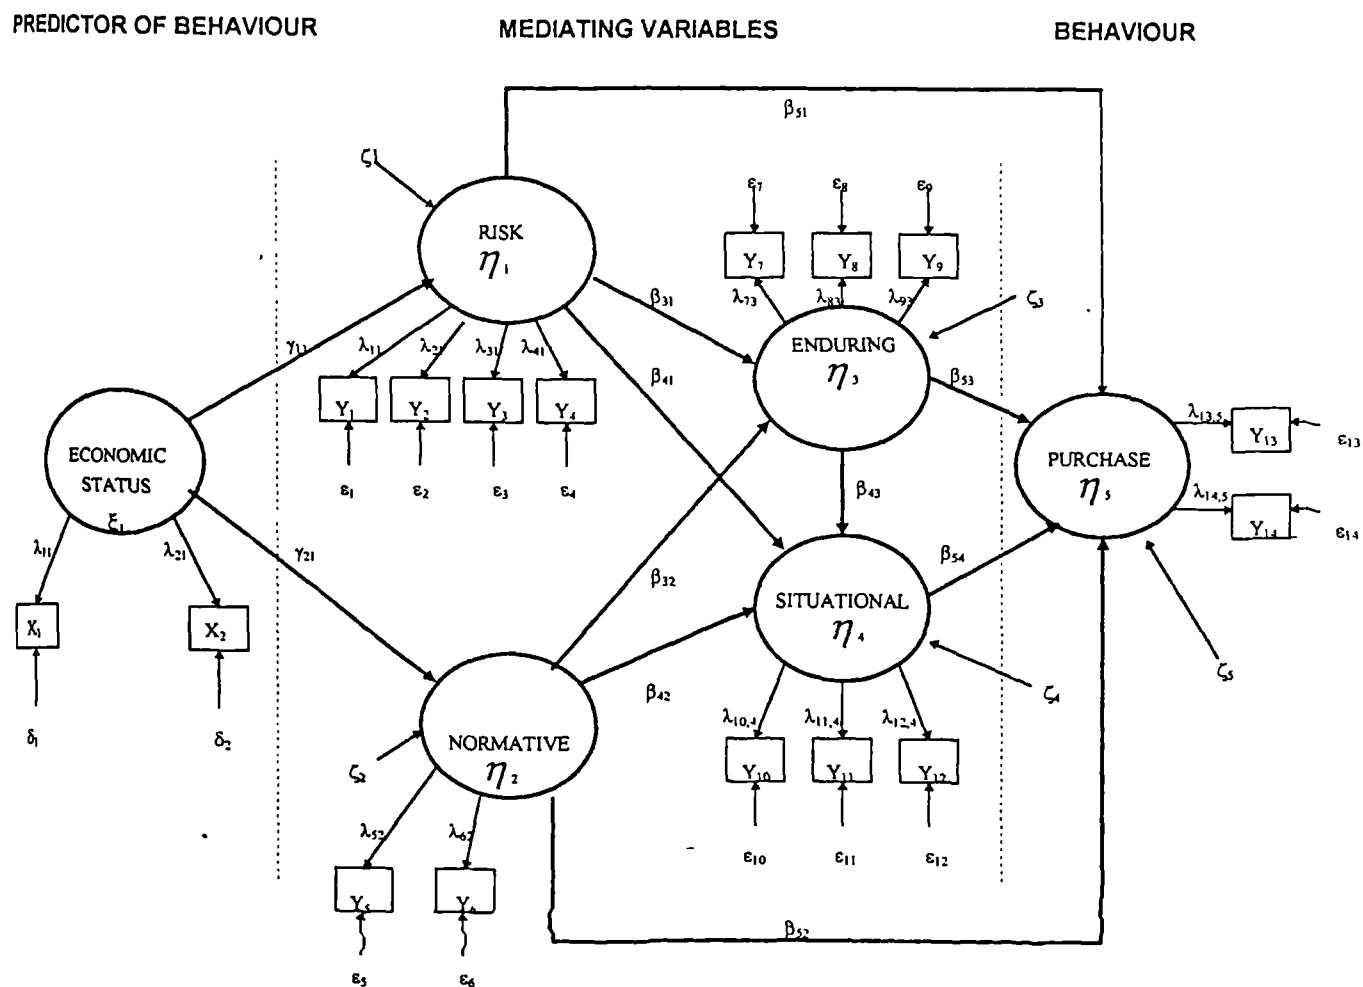 PREDICTOR OF BEHAVIOUR MEDIATING VARIABLES BEHAVIOUR
β₅₁
ζ₁
ε₇ ε₈ ε₉
RISK
η₁
Y₇ Y₈ Y₉
λ₇₃ λ₈₃ λ₉₃
ζ₃
β₃₁
γ₁₁
λ₁₁ λ₂₁ λ₃₁ λ₄₁
ENDURING
η₃
β₄₁
β₅₃
Y₁ Y₂ Y₃ Y₄
λ₁₃,₅
Y₁₃
ε₁₃
ECONOMIC
STATUS
ξ₁
PURCHASE
η₅
ε₁ ε₂ ε₃ ε₄
β₄₃
λ₁₄,₅
Y₁₄
ε₁₄
λ₁₁ λ₂₁
γ₂₁
β₃₂
β₅₄
SITUATIONAL
η₄
X₁ X₂
ζ₅
β₄₂
ζ₄
δ₁ δ₂
λ₁₀,₄ λ₁₁,₄ λ₁₂,₄
NORMATIVE
η₂
ζ₂
Y₁₀ Y₁₁ Y₁₂
λ₅₂ λ₆₂
ε₁₀ ε₁₁ ε₁₂
Y₅ Y₆
β₅₂
ε₅ ε₆